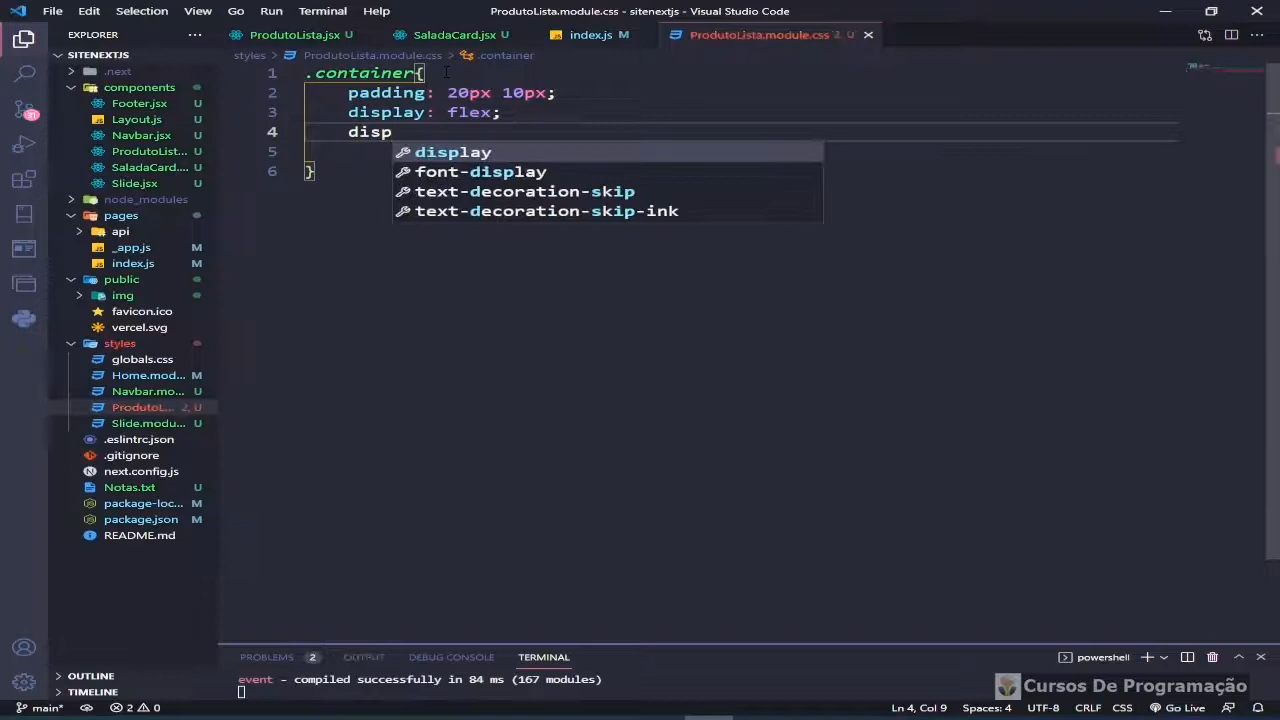 File Edit Selection View Go Run Terminal Help
ProdutoLista.module.css - sitenextjs - Visual Studio Code
EXPLORER
ProdutoLista.jsx U
SaladaCard.jsx U
index.js M
ProdutoLista.module.css 2 U
SITENEXTJS
styles > ProdutoLista.module.css > .container
.next
components
Footer.jsx U
Layout.js U
Navbar.jsx U
ProdutoList... U
SaladaCard.... U
Slide.jsx U
node_modules
pages
api
_app.js M
index.js M
public
img
favicon.ico
vercel.svg
styles
globals.css
Home.mod... M
Navbar.mo... U
ProdutoL... 2, U
Slide.modu... U
.eslintrc.json
.gitignore
next.config.js
Notas.txt U
package-loc... M
package.json M
README.md
OUTLINE
TIMELINE
31
1 .container{
2 padding: 20px 10px;
3 display: flex;
4 disp
5
6 }
display
font-display
text-decoration-skip
text-decoration-skip-ink
PROBLEMS 2 OUTPUT DEBUG CONSOLE TERMINAL
powershell
event - compiled successfully in 84 ms (167 modules)
Cursos De Programação
main* 2 0
Ln 4, Col 9 Spaces: 4 UTF-8 CRLF CSS Go Live